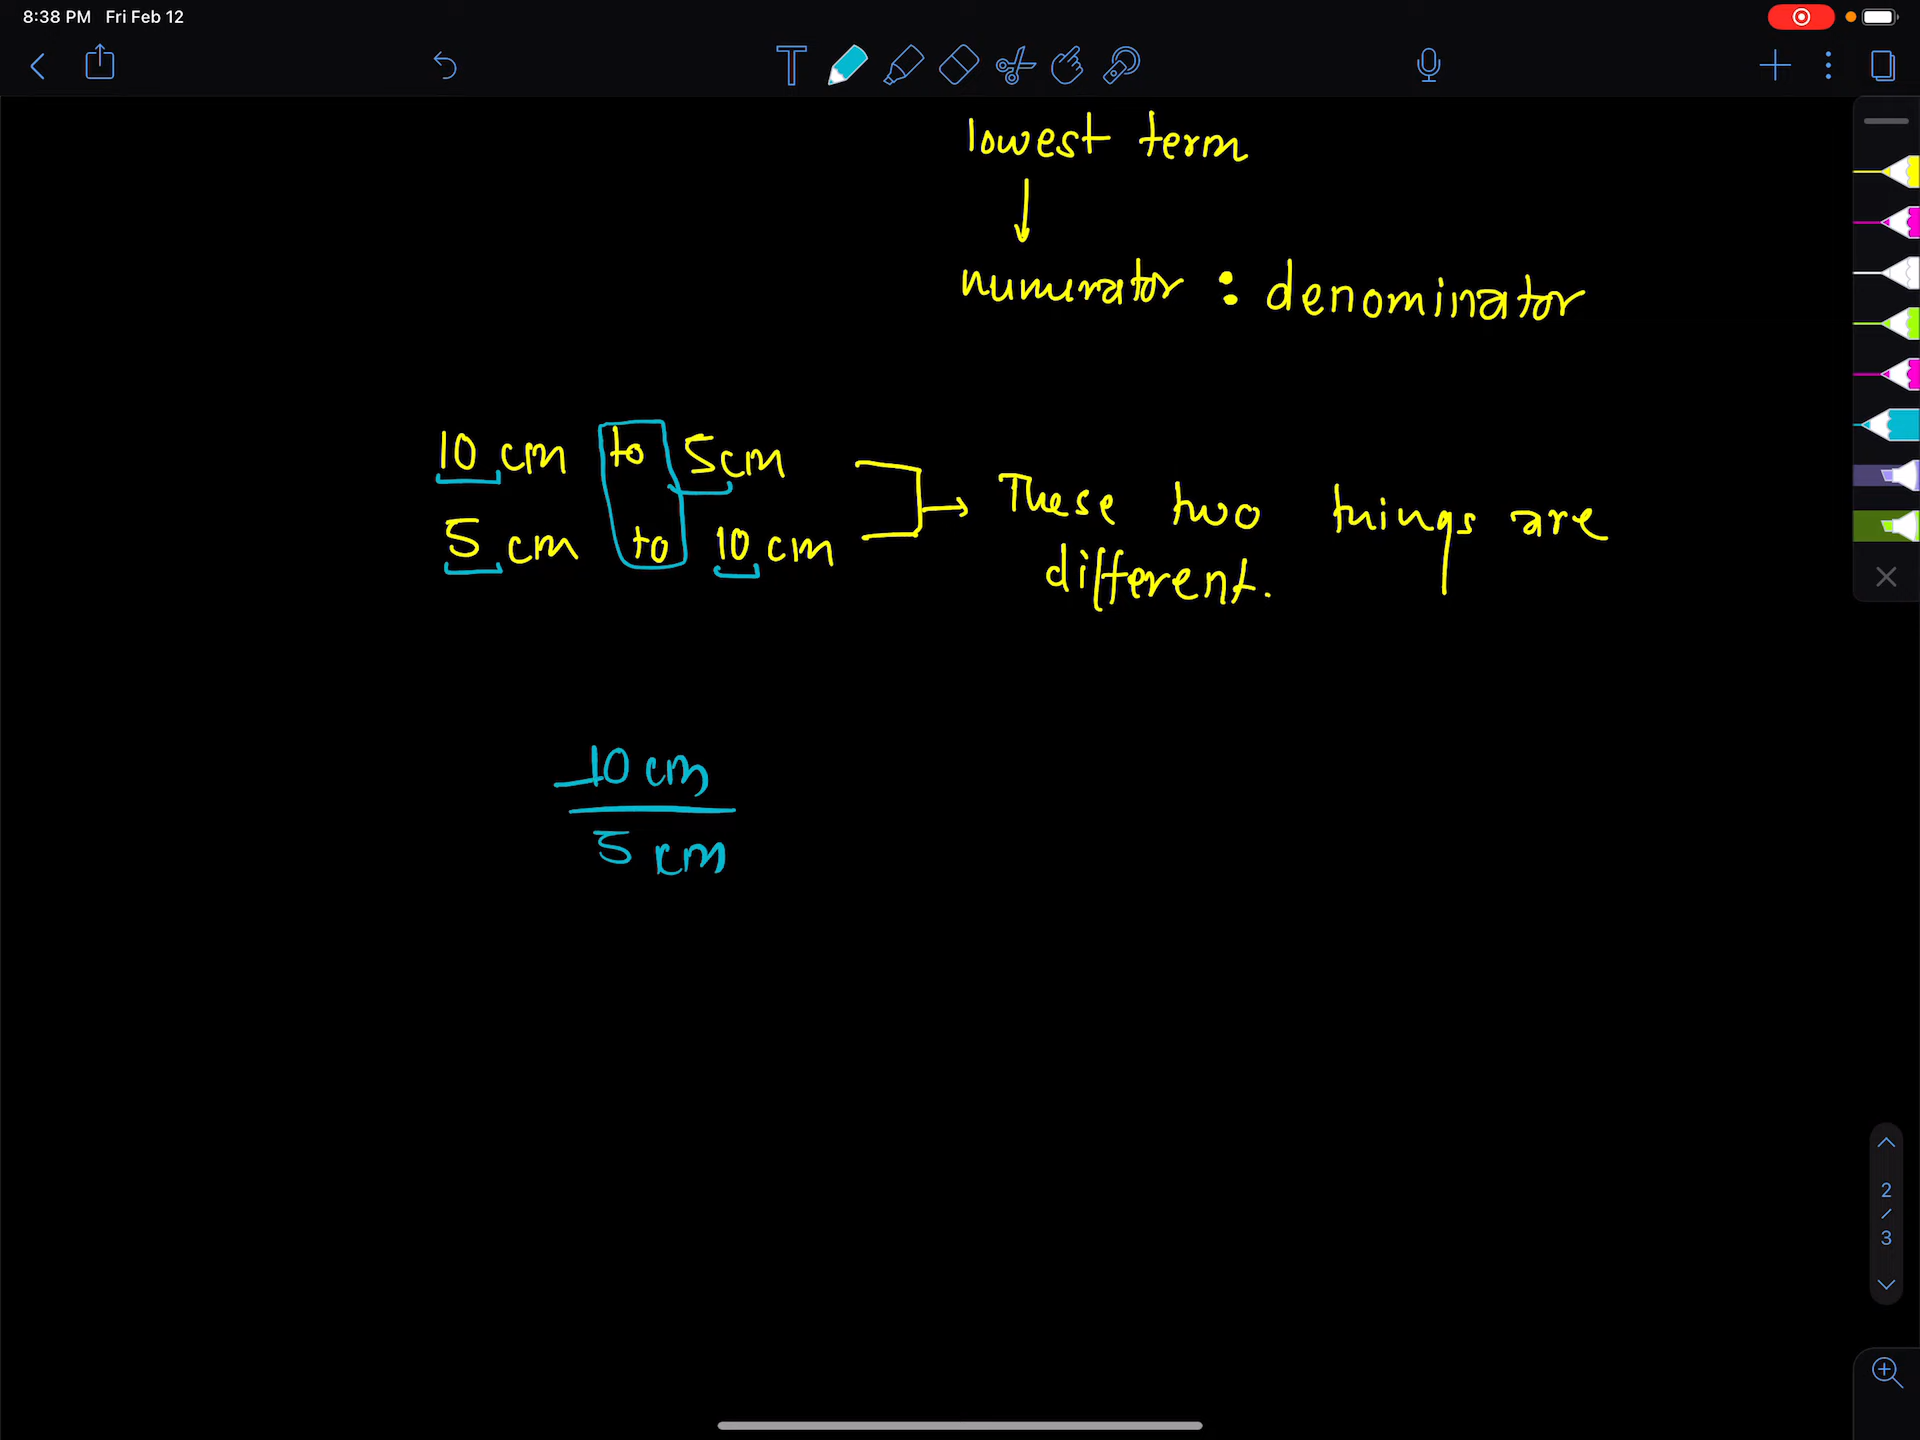 8:38 PM Fri Feb 12
lowest term
numerator : denominator
10 cm to 5cm
5 cm to 10 cm
These two things are
different.
10 cm
5 cm
2
/
3